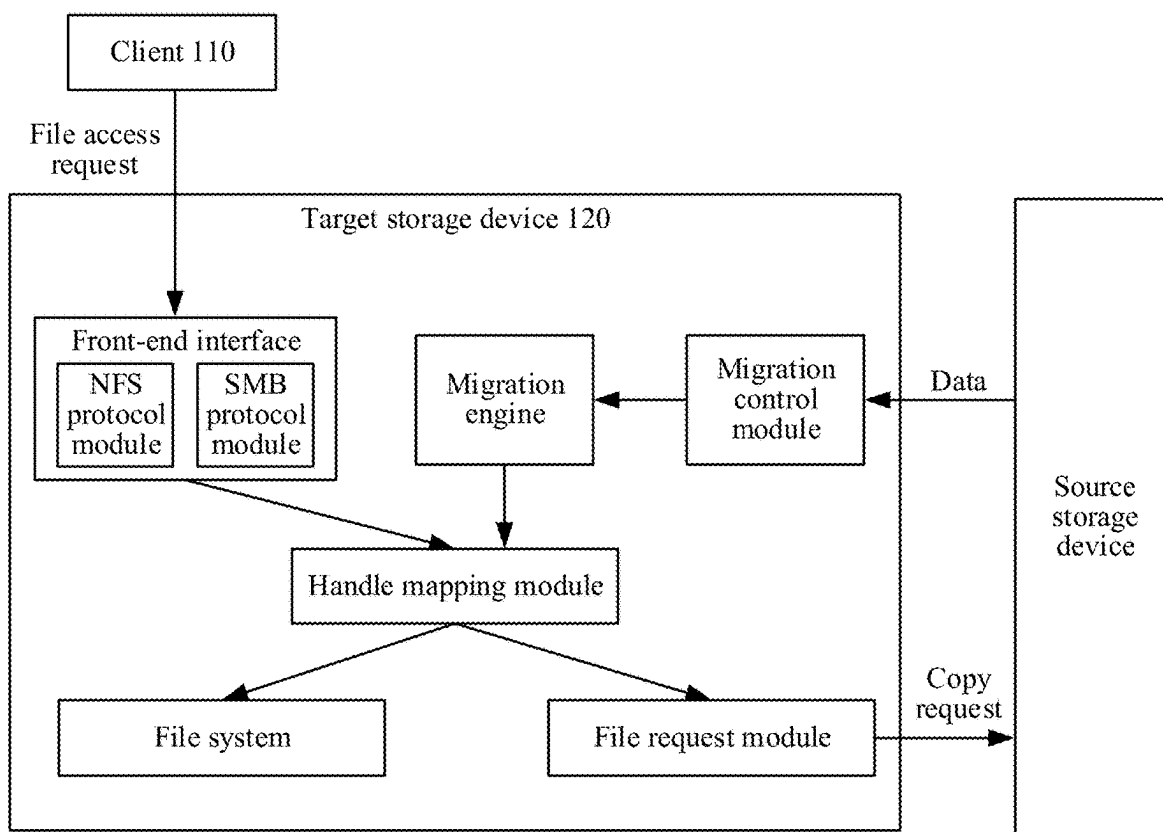 Client 110
File access
request
Target storage device 120
Front-end interface
NFS
protocol
module
SMB
protocol
module
Migration
engine
Migration
control
module
Data
Source
storage
device
Handle mapping module
File system
File request module
Copy
request